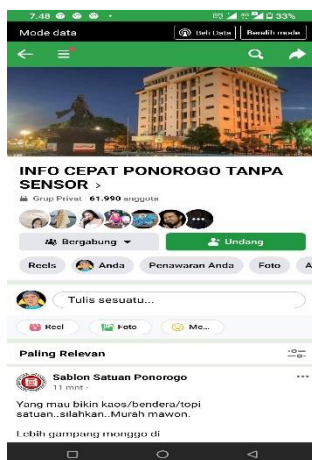 7.48
33%
Mode data
Beli Data
Beralih mode
INFO CEPAT PONOROGO TANPA
SENSOR >
Grup Privat 61.990 anggota
Bergabung
Undang
Reels
Anda
Penawaran Anda
Foto
A
Tulis sesuatu...
Reel
Foto
Me...
Paling Relevan
Sablon Satuan Ponorogo
11 mnt ·
Yang mau bikin kaos/bendera/topi
satuan..silahkan..Murah mawon.
Lebih gampang monggo di